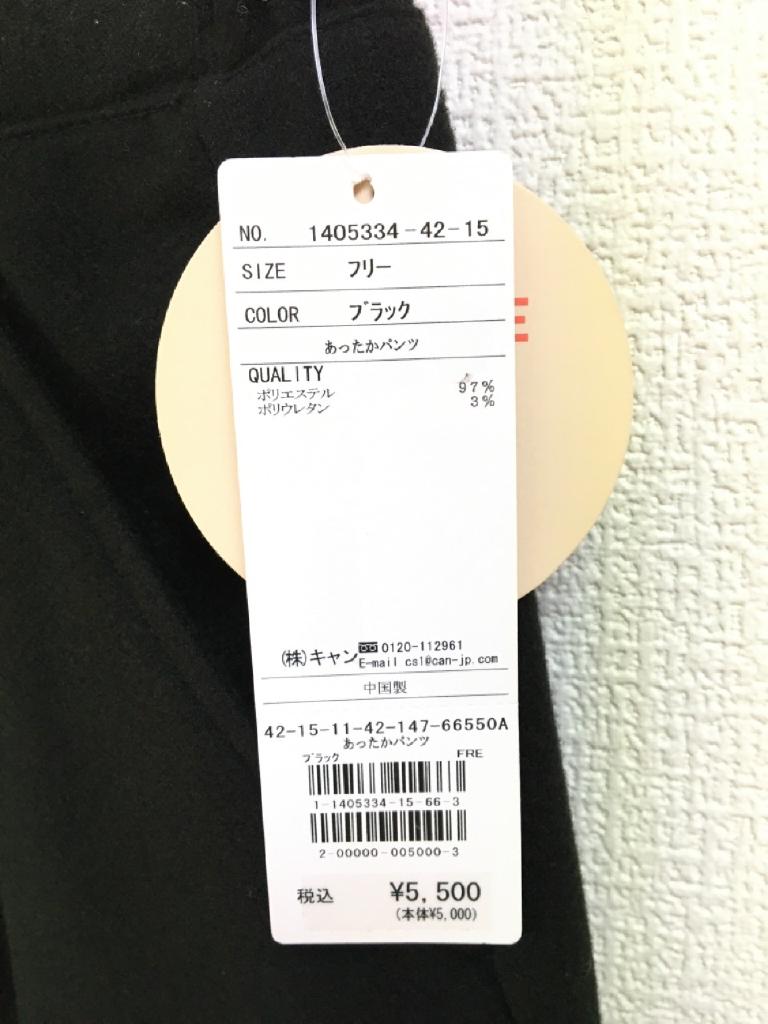 NO. 1405334-42-15
SIZE フリー
COLOR ブラック
あったかパンツ
QUALITY
ポリエステル 97%
ポリウレタン 3%
E
(株)キャン 0120-112961
E-mail cs1@can-jp.com
中国製
42-15-11-42-147-66550A
あったかパンツ
ブラック FRE
1-1405334-15-66-3
2-00000-005000-3
税込 ¥5,500
(本体¥5,000)